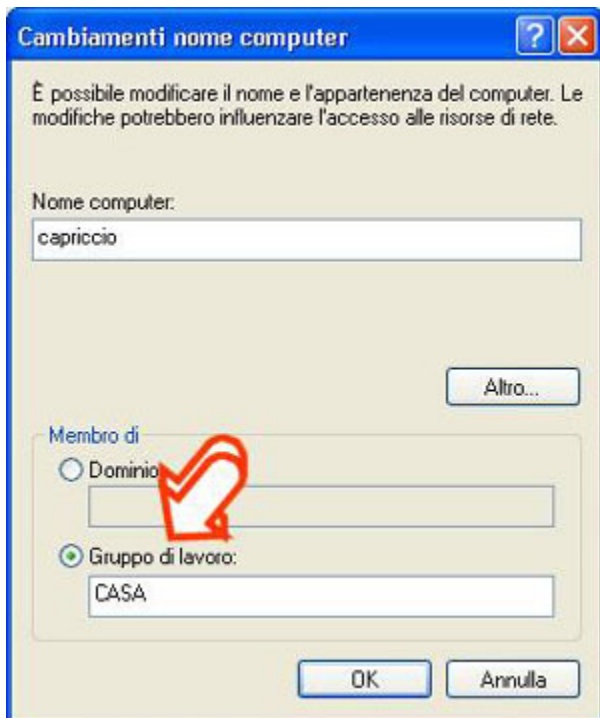 Cambiamenti nome computer
È possibile modificare il nome e l'appartenenza del computer. Le
modifiche potrebbero influenzare l'accesso alle risorse di rete.
Nome computer:
capriccio
Altro...
Membro di
Dominio
Gruppo di lavoro:
CASA
OK
Annulla